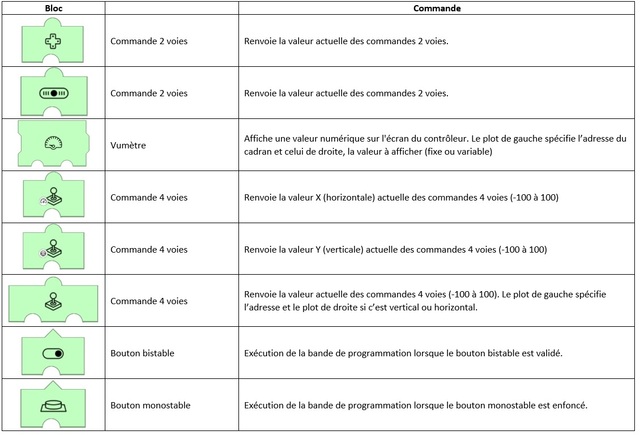 Bloc Commande
Commande 2 voies Renvoie la valeur actuelle des commandes 2 voies.
Commande 2 voies Renvoie la valeur actuelle des commandes 2 voies.
Vumètre Affiche une valeur numérique sur l'écran du contrôleur. Le plot de gauche spécifie l'adresse du
cadran et celui de droite, la valeur à afficher (fixe ou variable)
Commande 4 voies Renvoie la valeur X (horizontale) actuelle des commandes 4 voies (-100 à 100)
Commande 4 voies Renvoie la valeur Y (verticale) actuelle des commandes 4 voies (-100 à 100)
Commande 4 voies Renvoie la valeur actuelle des commandes 4 voies (-100 à 100). Le plot de gauche spécifie
l'adresse et le plot de droite si c'est vertical ou horizontal.
Bouton bistable Exécution de la bande de programmation lorsque le bouton bistable est validé.
Bouton monostable Exécution de la bande de programmation lorsque le bouton monostable est enfoncé.